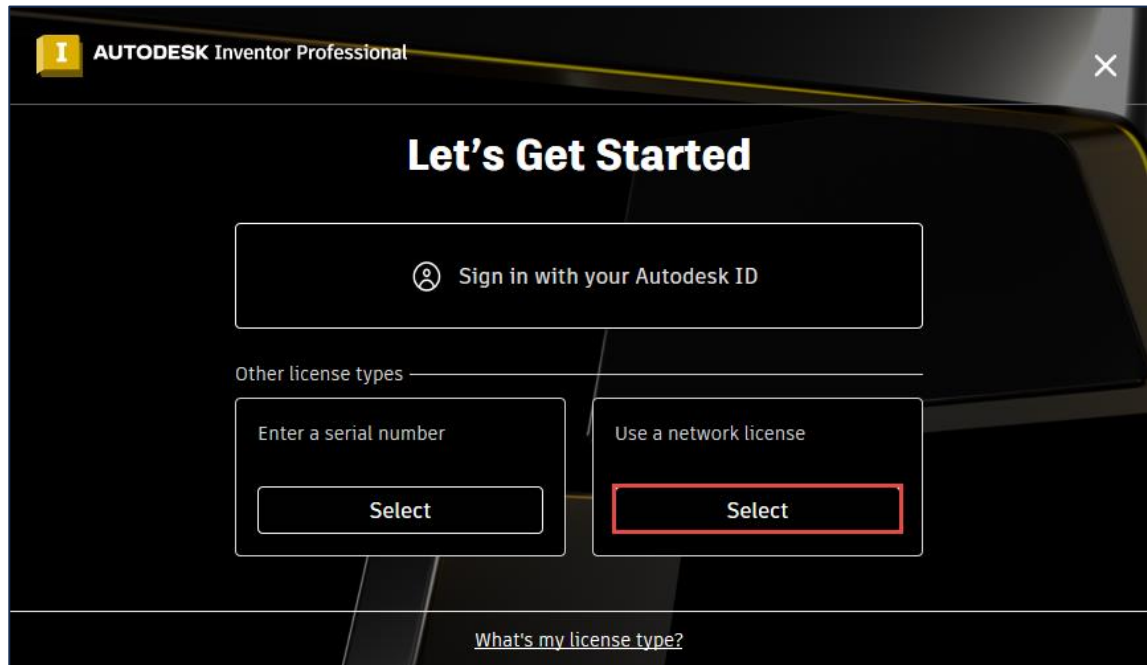 I AUTODESK Inventor Professional
Let's Get Started
Sign in with your Autodesk ID
Other license types
Enter a serial number
Select
Use a network license
Select
What's my license type?